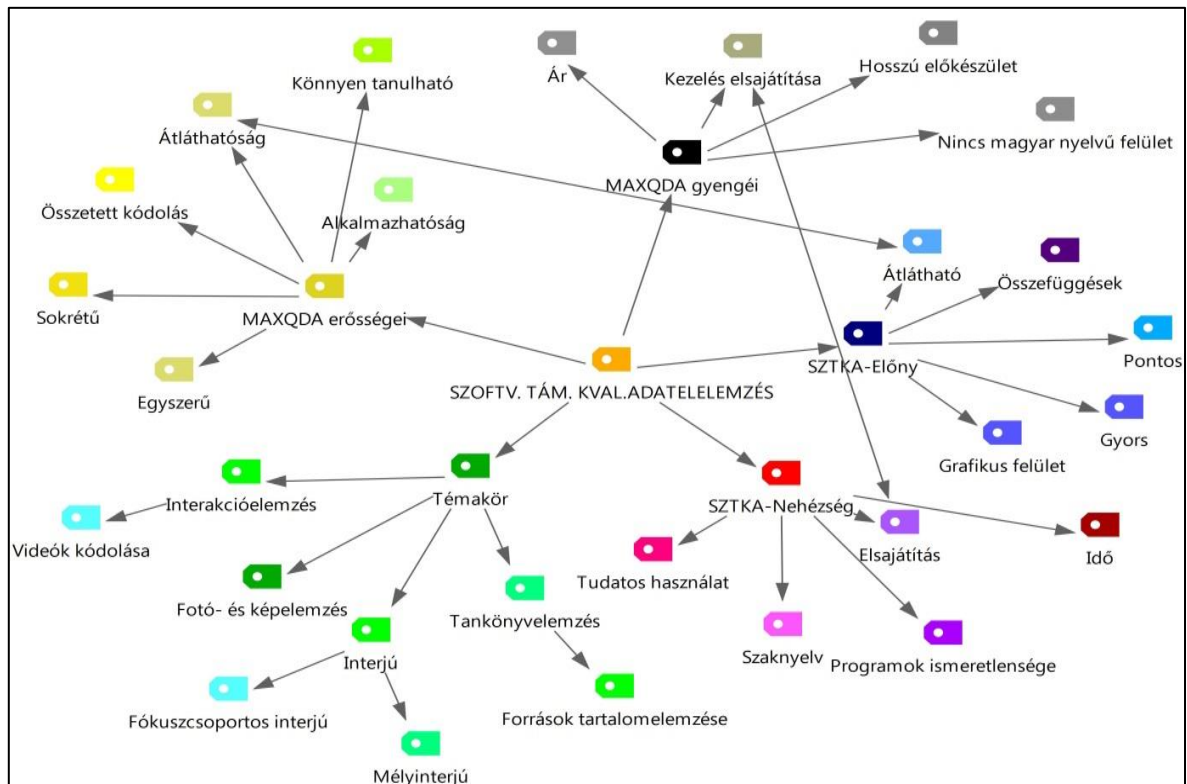 Könnyen tanulható
Ár
Kezelés elsajátítása
Hosszú előkészület
Átláthatóság
Nincs magyar nyelvű felület
MAXQDA gyengéi
Összetett kódolás
Alkalmazhatóság
Átlátható
Összefüggések
Sokrétű
MAXQDA erősségei
SZTKA-Előny
Pontos
Egyszerű
SZOFTV. TÁM. KVAL.ADATELELEMZÉS
Gyors
Grafikus felület
Interakcióelemzés
Témakör
SZTKA-Nehézség
Videók kódolása
Elsajátítás
Idő
Tudatos használat
Fotó- és képelemzés
Tankönyvelemzés
Interjú
Szaknyelv
Programok ismeretlensége
Fókuszcsoportos interjú
Források tartalomelemzése
Mélyinterjú